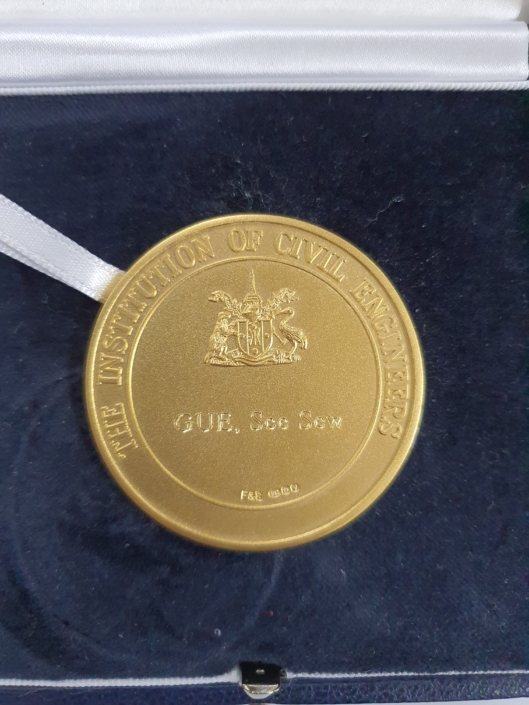 THE INSTITUTION OF CIVIL ENGINEERS
GUE, See Sew
F&E